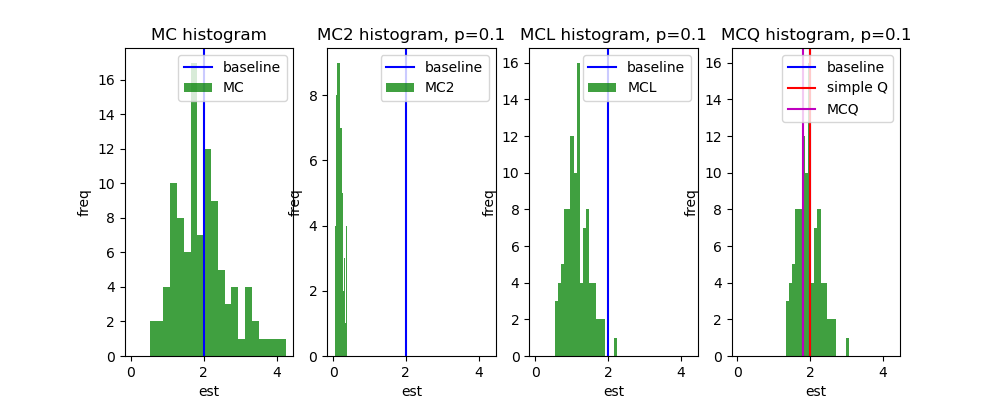 MC histogram
baseline
MC
freq
16
14
12
10
8
6
4
2
0
0 2 4
est
MC2 histogram, p=0.1
baseline
MC2
freq
8
6
4
2
0
0 2 4
est
MCL histogram, p=0.1
baseline
MCL
freq
16
14
12
10
8
6
4
2
0
0 2 4
est
MCQ histogram, p=0.1
baseline
simple Q
MCQ
freq
16
14
12
10
8
6
4
2
0
0 2 4
est